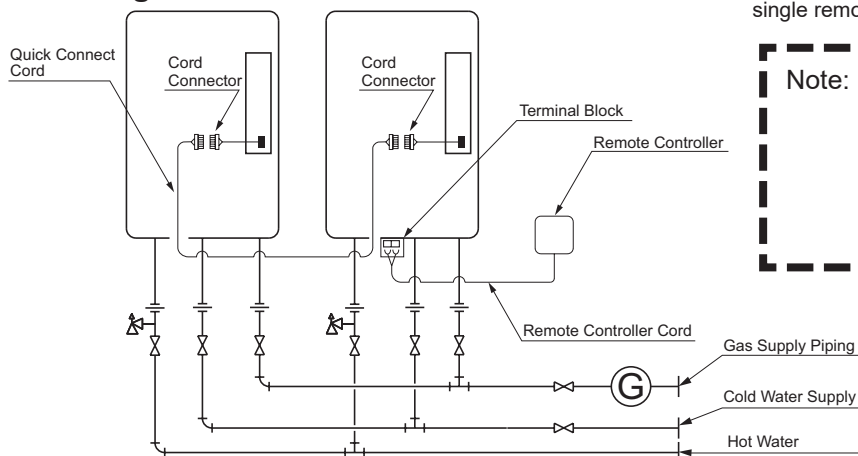 single remo
Quick Connect
Cord
Cord
Connector
Cord
Connector
Note:
Terminal Block
Remote Controller
Remote Controller Cord
Gas Supply Piping
G
Cold Water Supply
Hot Water